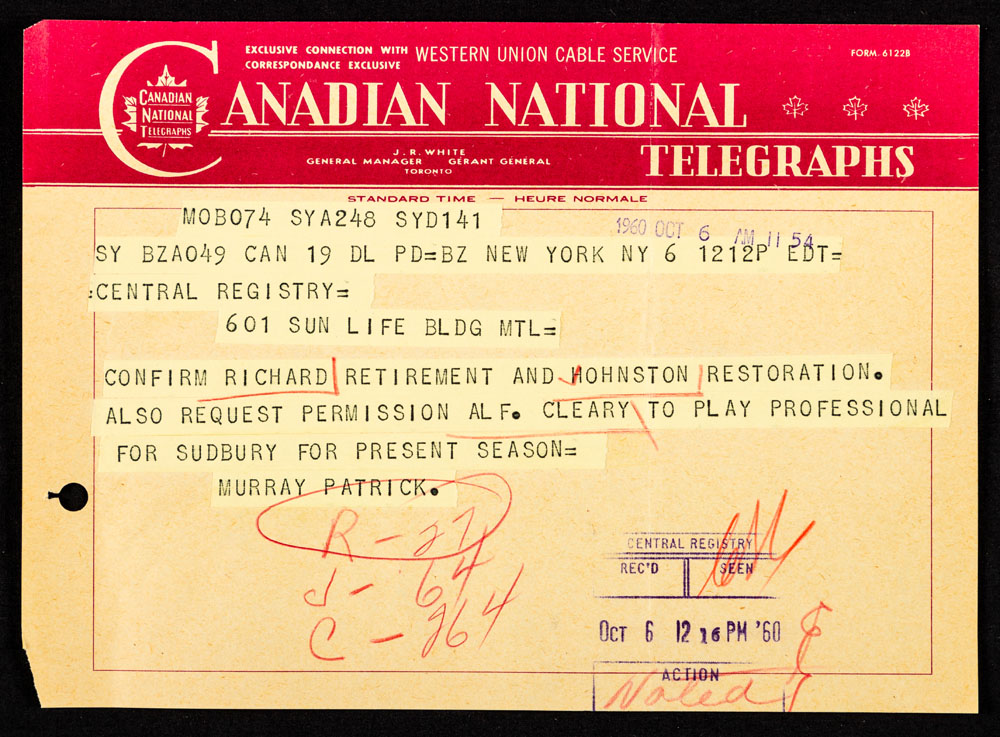 EXCLUSIVE CONNECTION WITH WESTERN UNION CABLE SERVICE
CORRESPONDANCE EXCLUSIVE
FORM. 6122B
CANADIAN NATIONAL
TELEGRAPHS
CANADIAN
NATIONAL
TELEGRAPHS
J. R. WHITE
GENERAL MANAGER GÉRANT GÉNÉRAL
TORONTO
STANDARD TIME — HEURE NORMALE
MOB074 SYA248 SYD141
1960 OCT 6 AM 11 54
SY BZA049 CAN 19 DL PD=BZ NEW YORK NY 6 1212P EDT=
:CENTRAL REGISTRY=
601 SUN LIFE BLDG MTL=
CONFIRM RICHARD RETIREMENT AND HOHNSTON RESTORATION.
ALSO REQUEST PERMISSION ALF. CLEARY TO PLAY PROFESSIONAL
FOR SUDBURY FOR PRESENT SEASON=
MURRAY PATRICK.
R - 27
J - 64
C - 264
CENTRAL REGISTRY
REC'D SEEN
OCT 6 12 16 PM '60
ACTION
Noted